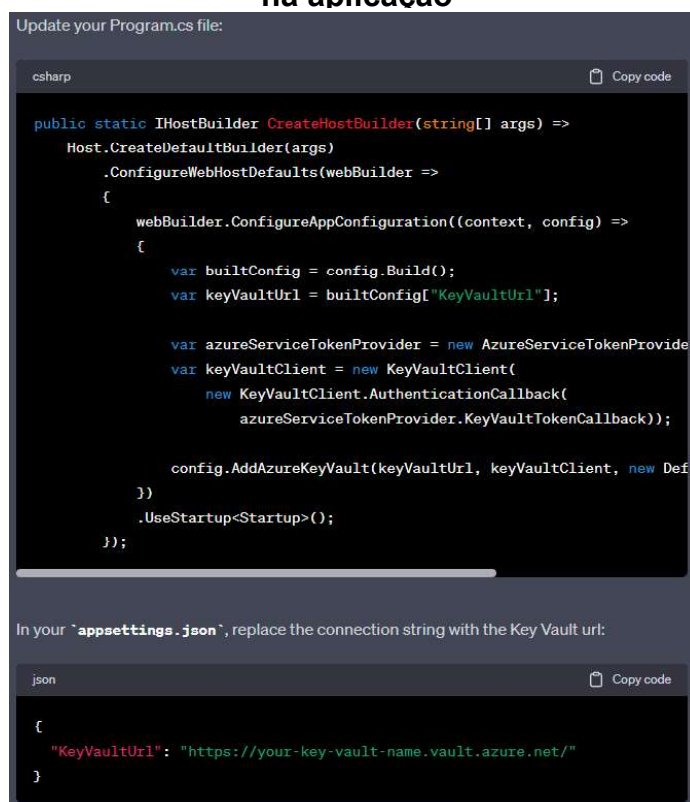 na aplicação
Update your Program.cs file:
csharp
Copy code
public static IHostBuilder CreateHostBuilder(string[] args) =>
    Host.CreateDefaultBuilder(args)
        .ConfigureWebHostDefaults(webBuilder =>
        {
            webBuilder.ConfigureAppConfiguration((context, config) =>
            {
                var builtConfig = config.Build();
                var keyVaultUrl = builtConfig["KeyVaultUrl"];
                var azureServiceTokenProvider = new AzureServiceTokenProvide
                var keyVaultClient = new KeyVaultClient(
                    new KeyVaultClient.AuthenticationCallback(
                        azureServiceTokenProvider.KeyVaultTokenCallback));
                config.AddAzureKeyVault(keyVaultUrl, keyVaultClient, new Def
            })
            .UseStartup<Startup>();
        });
In your `appsettings.json`, replace the connection string with the Key Vault url:
json
Copy code
{
  "KeyVaultUrl": "https://your-key-vault-name.vault.azure.net/"
}